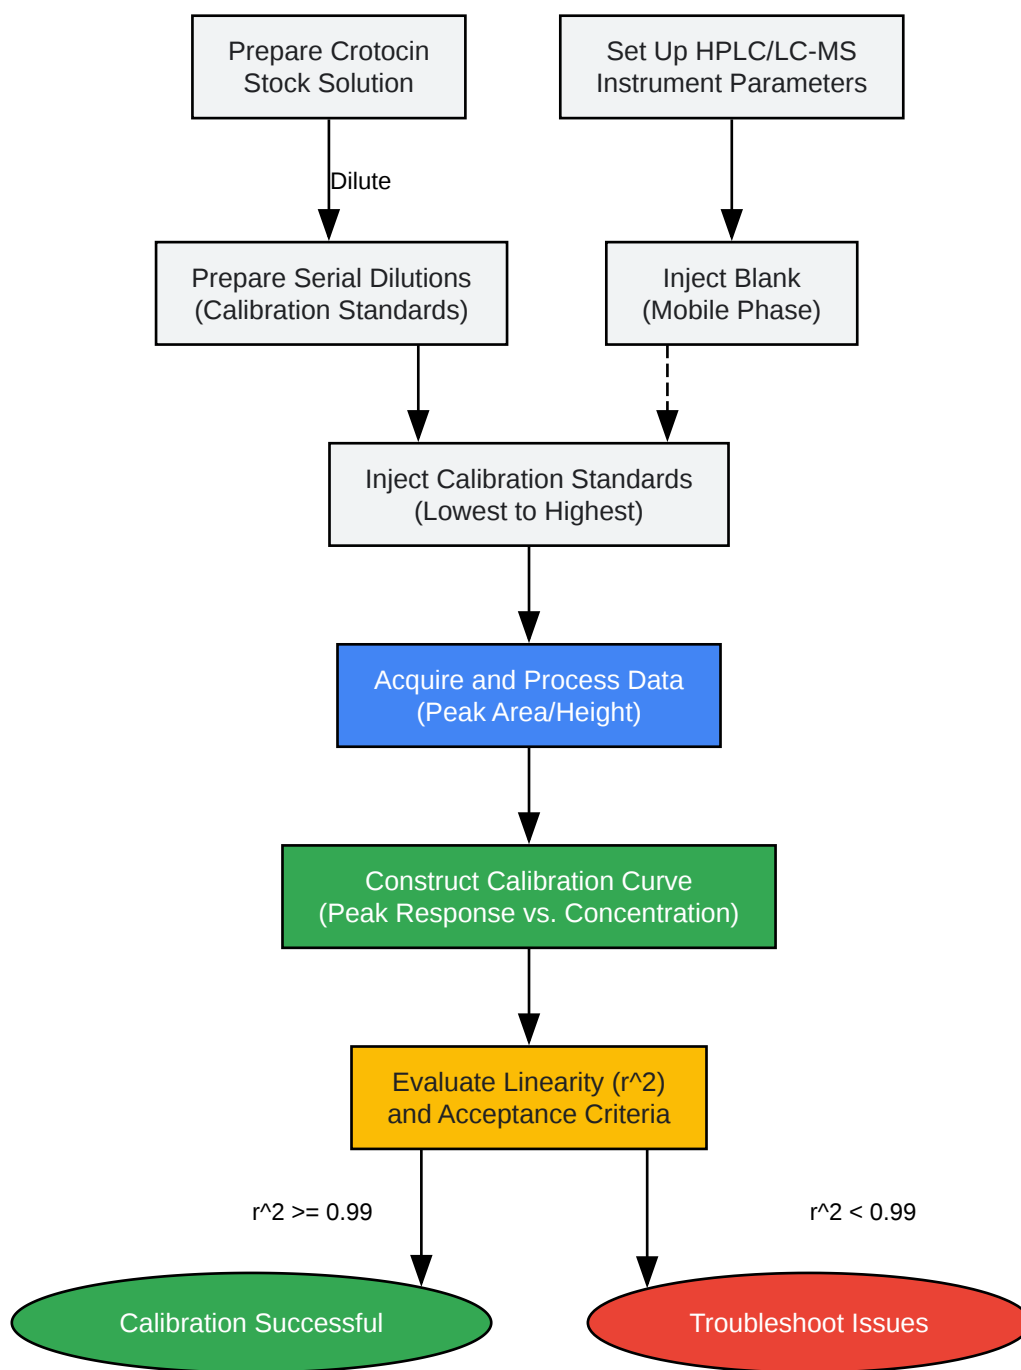 Prepare Crotocin
Stock Solution
Set Up HPLC/LC-MS
Instrument Parameters
Dilute
Prepare Serial Dilutions
(Calibration Standards)
Inject Blank
(Mobile Phase)
Inject Calibration Standards
(Lowest to Highest)
Acquire and Process Data
(Peak Area/Height)
Construct Calibration Curve
(Peak Response vs. Concentration)
Evaluate Linearity (r^2)
and Acceptance Criteria
r^2 >= 0.99
r^2 < 0.99
Calibration Successful
Troubleshoot Issues